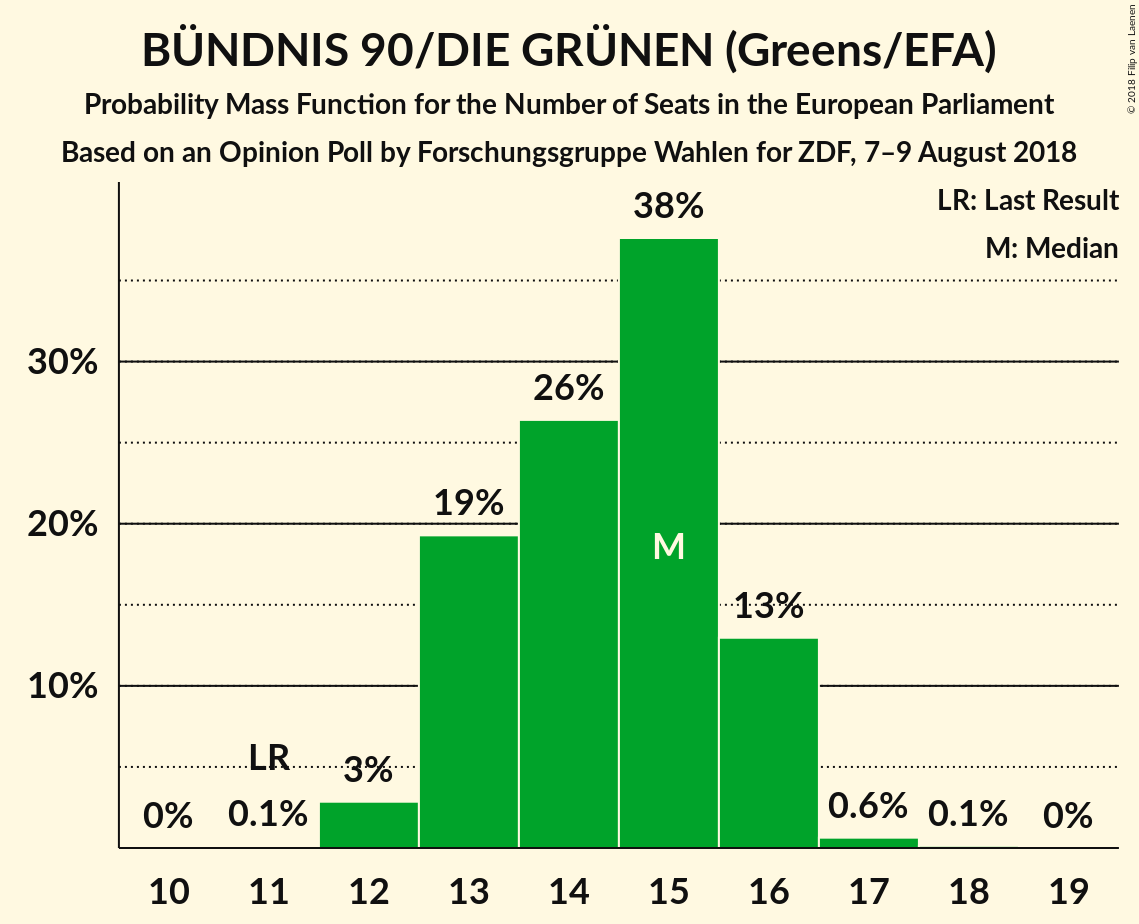 BÜNDNIS 90/DIE GRÜNEN (Greens/EFA)
Probability Mass Function for the Number of Seats in the European Parliament
Based on an Opinion Poll by Forschungsgruppe Wahlen for ZDF, 7–9 August 2018
© 2018 Filip van Laenen
LR: Last Result
M: Median
38%
30%
26%
20%
19%
M
13%
10%
LR
3%
0%
0.1%
0.6%
0.1%
0%
10 11 12 13 14 15 16 17 18 19